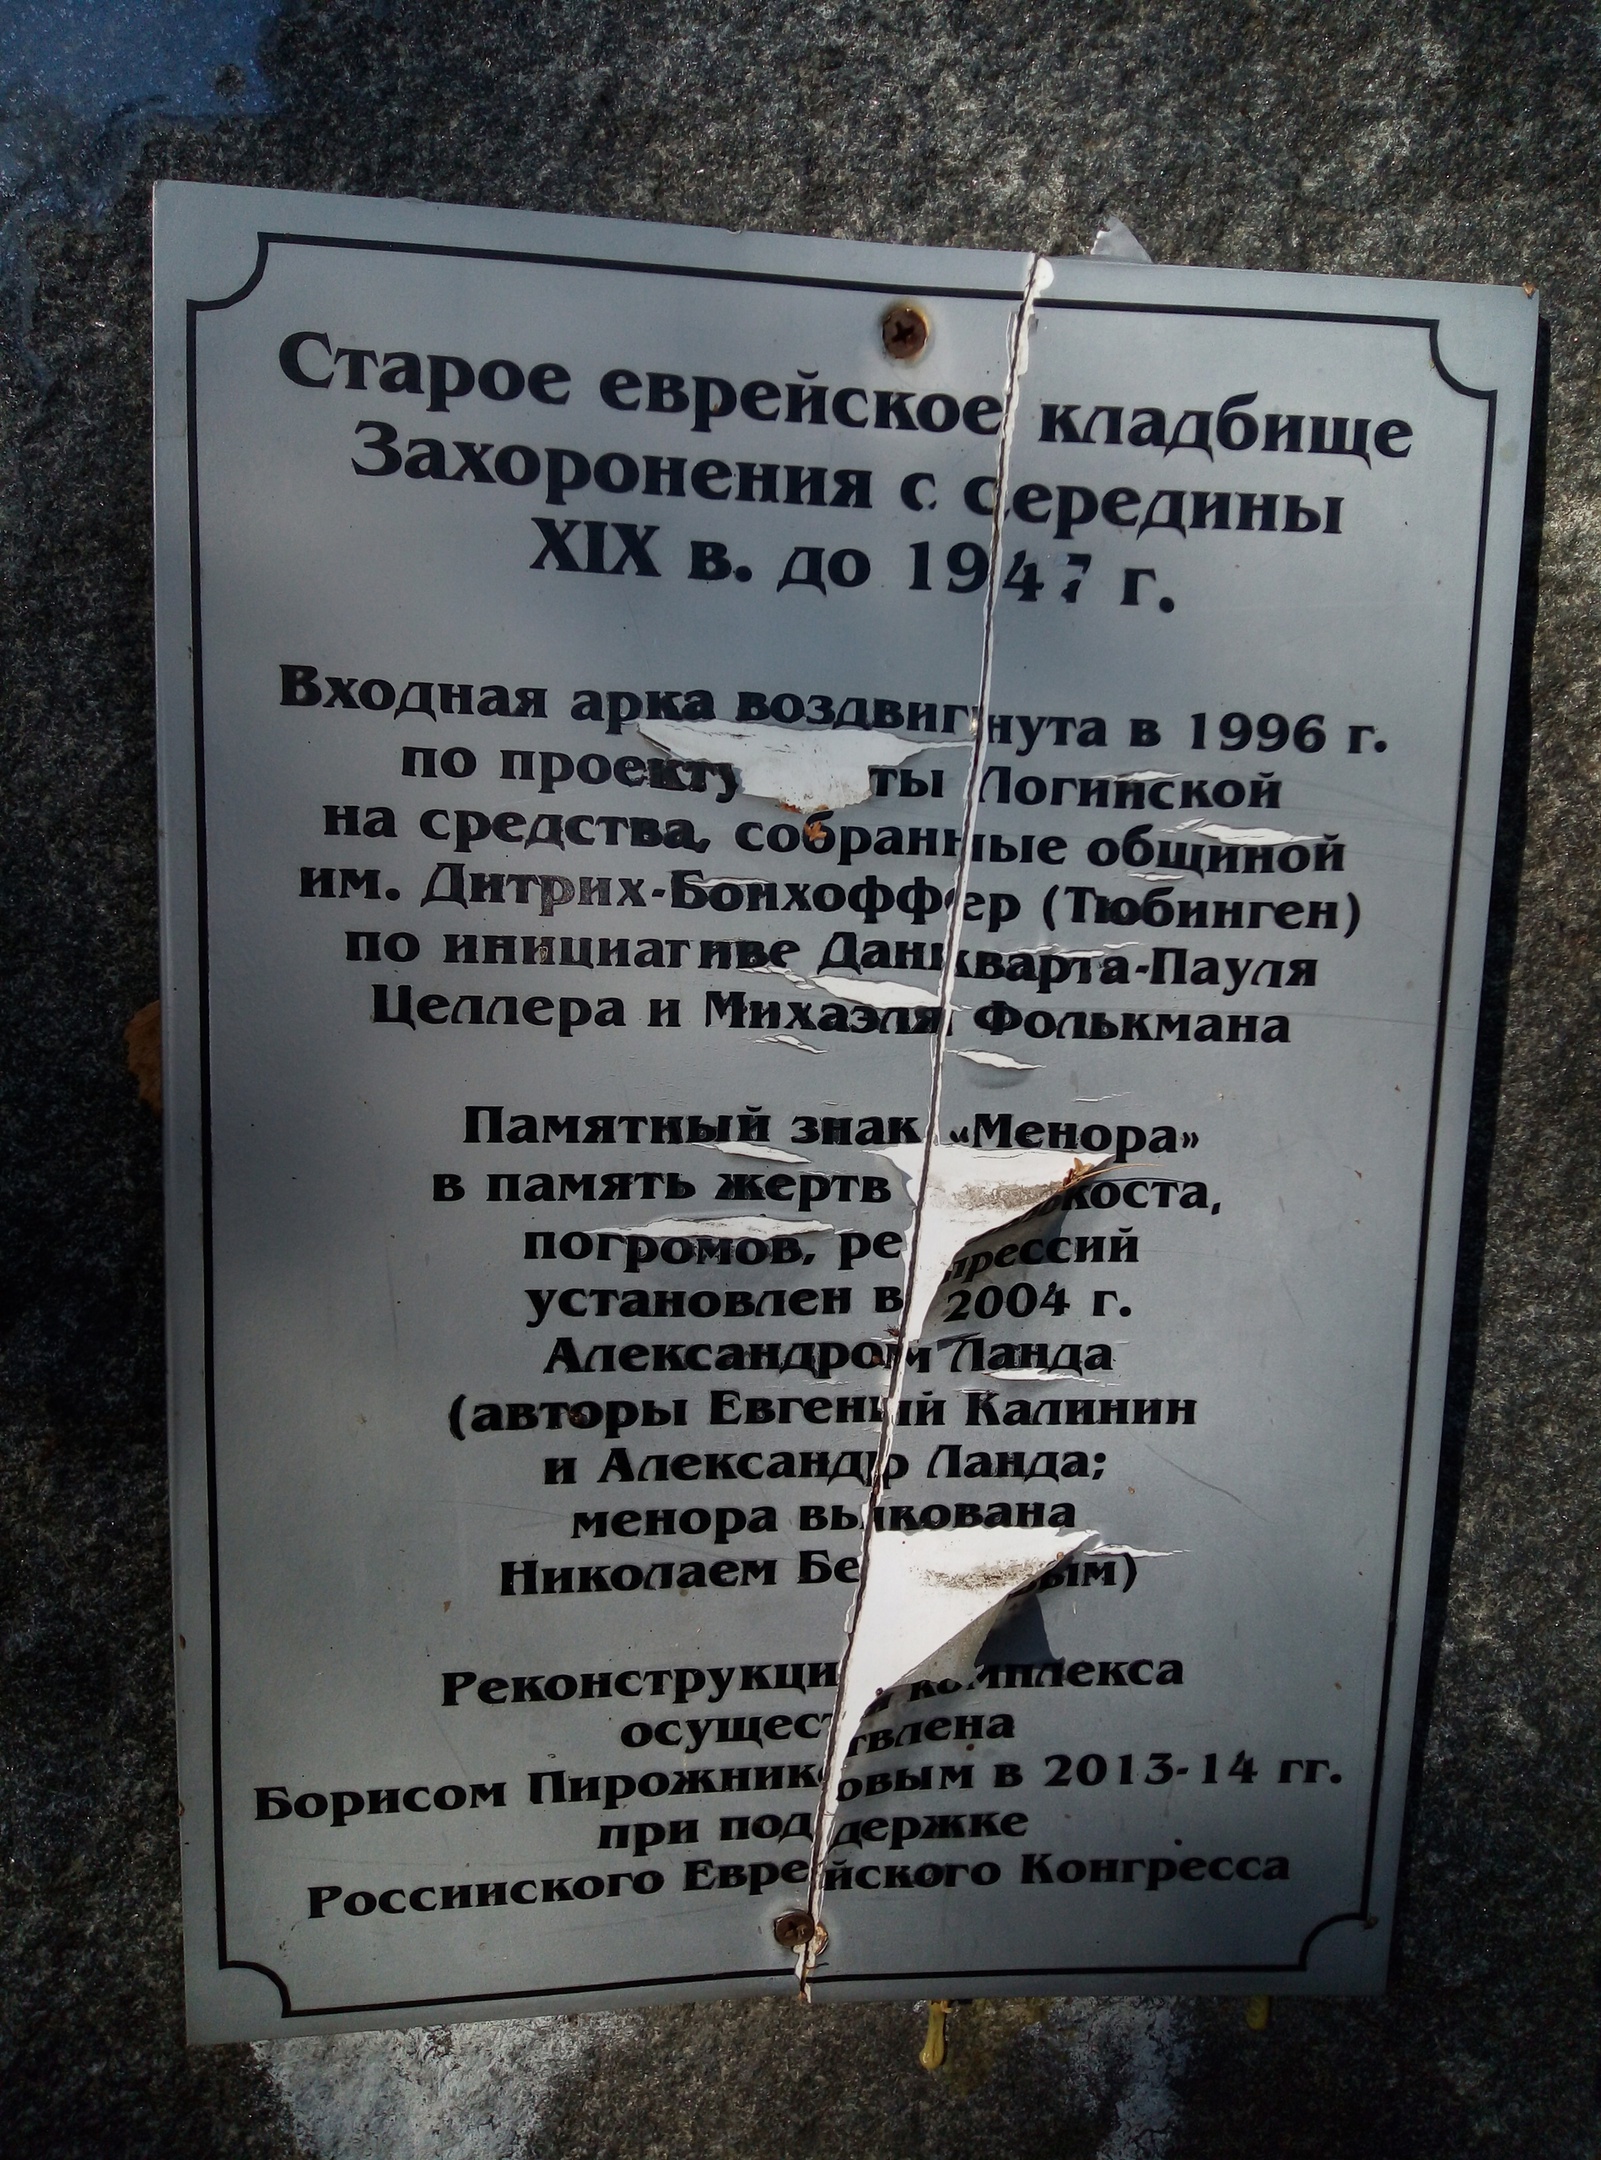 Старое еврейское кладбище
Захоронения с середины
XIX в. до 1947 г.
Входная арка воздвигнута в 1996 г.
по проекту Логинской
на средства, собранные общиной
им. Дитрих-Бонхоффер (Тюбинген)
по инициативе Данкварта-Пауля
Целлера и Михаэля Фолькмана
Памятный знак «Менора»
в память жертв
погромов, репрессий
установлен в 2004 г.
Александром Ланда
(авторы Евгений Калинин
и Александр Ланда;
менора выкована
Николаем
Реконструкция комплекса
осуществлена
Борисом Пирожниковым в 2013-14 гг.
при поддержке
Российского Еврейского Конгресса